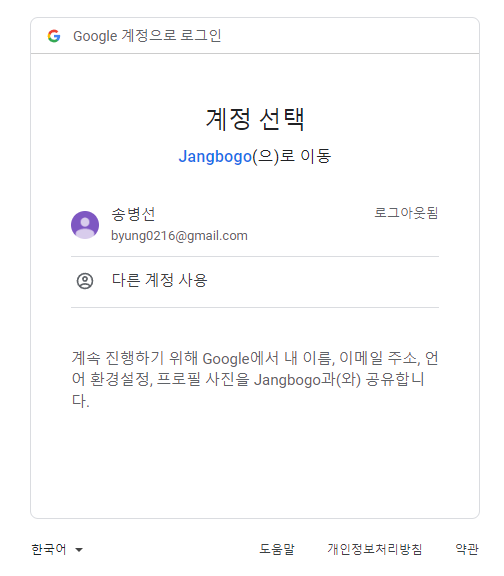 Google 계정으로 로그인
계정 선택
Jangbogo(으)로 이동
송병선
로그아웃됨
byung0216@gmail.com
다른 계정 사용
계속 진행하기 위해 Google에서 내 이름, 이메일 주소, 언
어 환경설정, 프로필 사진을 Jangbogo과(와) 공유합니
다.
한국어 도움말 개인정보처리방침 약관